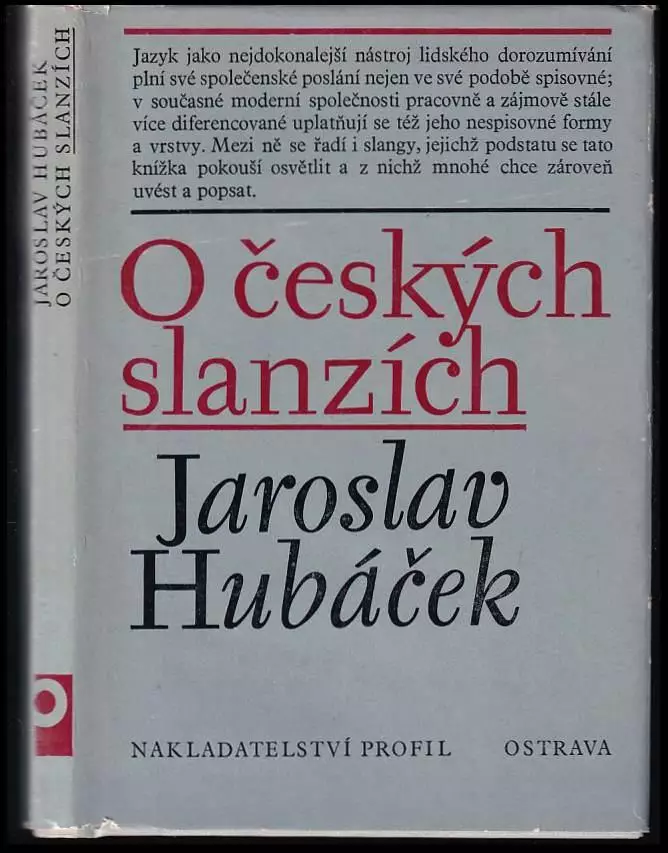 JAROSLAV HUBÁČEK
O ČESKÝCH SLANZÍCH
Jazyk jako nejdokonalejší nástroj lidského dorozumívání
plní své společenské poslání nejen ve své podobě spisovné;
v současné moderní společnosti pracovně a zájmově stále
více diferencované uplatňují se též jeho nespisovné formy
a vrstvy. Mezi ně se řadí i slangy, jejichž podstatu se tato
knížka pokouší osvětlit a z nichž mnohé chce zároveň
uvést a popsat.
O českých
slanzích
Jaroslav
Hubáček
NAKLADATELSTVÍ PROFIL OSTRAVA